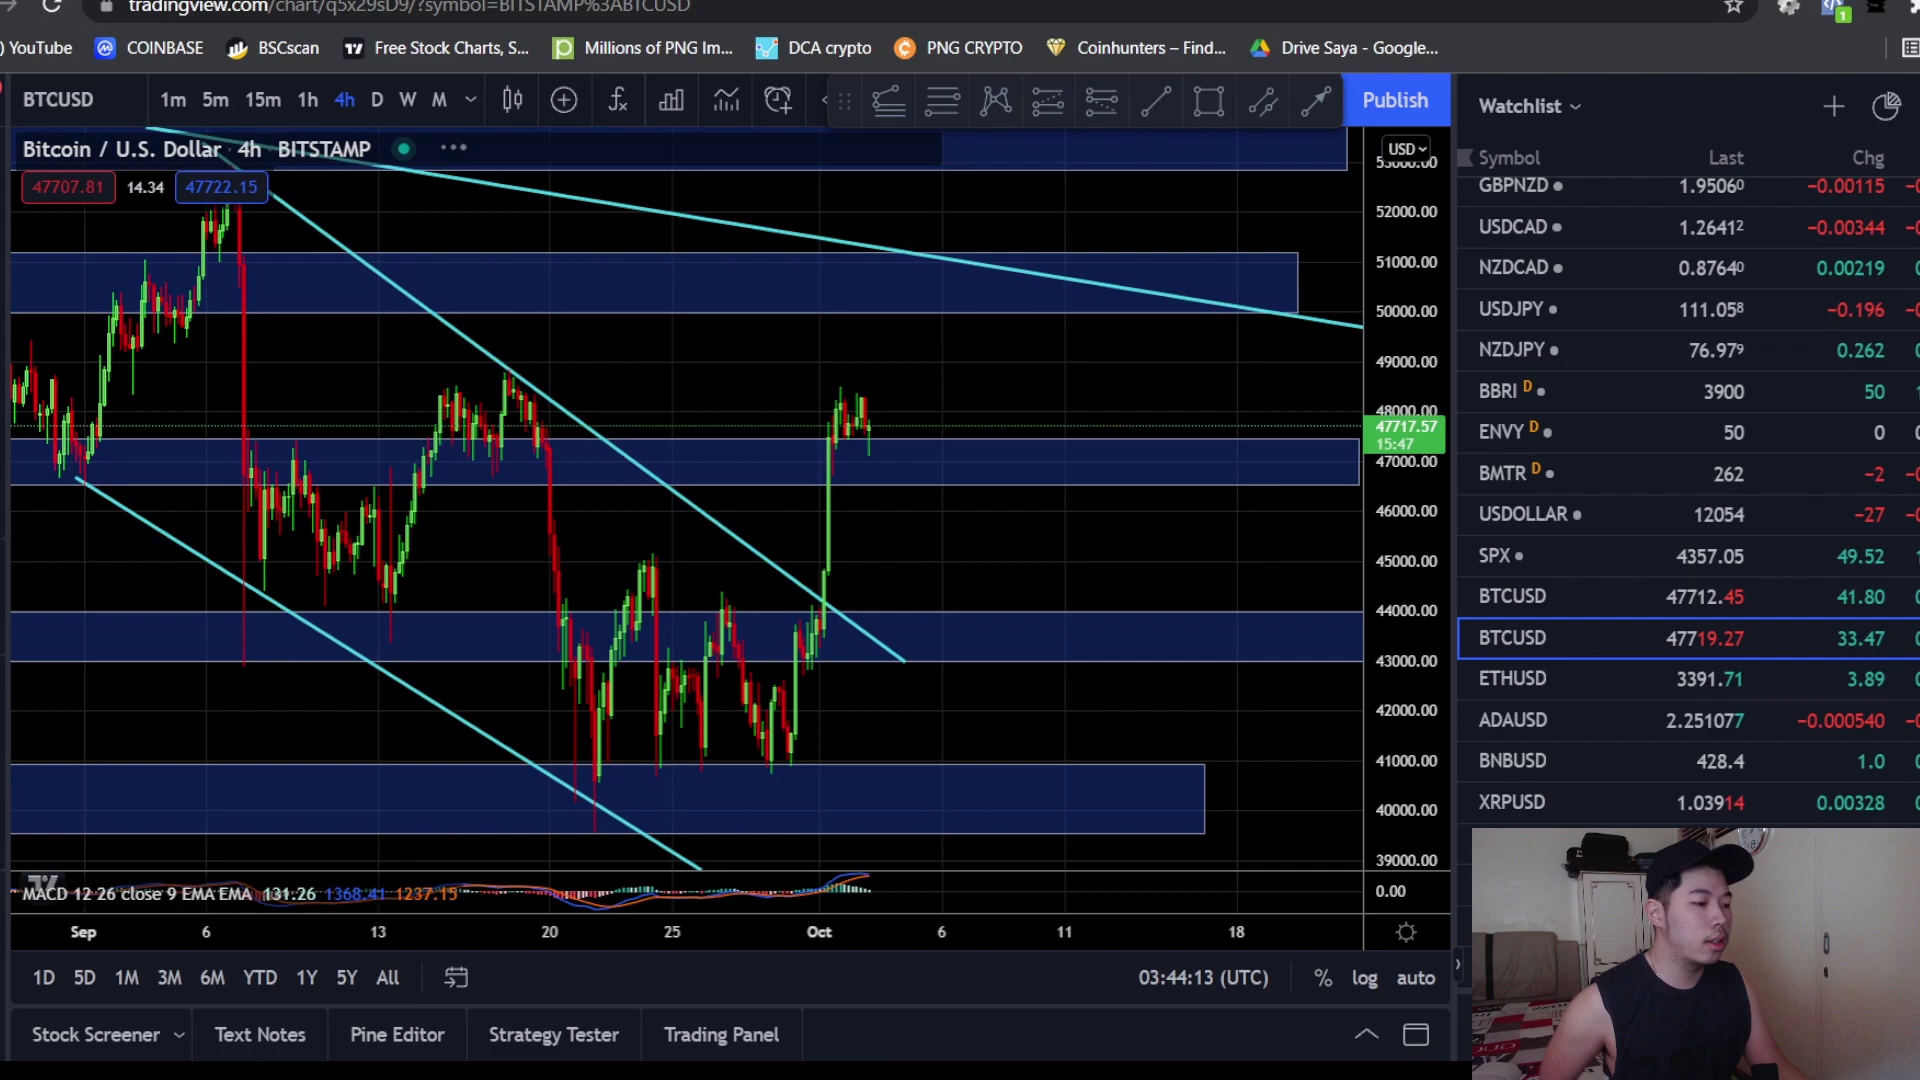 tradingview.com/chart/q5x29sD9/?symbol=BITSTAMP%3ABTCUSD
1
) YouTube COINBASE BSCscan Free Stock Charts, S... Millions of PNG Im... DCA crypto PNG CRYPTO Coinhunters – Find... Drive Saya - Google...
BTCUSD 1m 5m 15m 1h 4h D W M Publish
Watchlist
Bitcoin / U.S. Dollar · 4h · BITSTAMP
47707.81 14.34 47722.15
USD
53000.00
52000.00
51000.00
50000.00
49000.00
48000.00
47717.57
15:47
47000.00
46000.00
45000.00
44000.00
43000.00
42000.00
41000.00
40000.00
39000.00
0.00
MACD 12 26 close 9 EMA EMA 131.26 1368.41 1237.15
Sep 6 13 20 25 Oct 6 11 18
1D 5D 1M 3M 6M YTD 1Y 5Y All 03:44:13 (UTC) % log auto
Stock Screener Text Notes Pine Editor Strategy Tester Trading Panel
Symbol Last Chg
GBPNZD 1.95060 −0.00115
USDCAD 1.26412 −0.00344
NZDCAD 0.87640 0.00219
USDJPY 111.058 −0.196
NZDJPY 76.979 0.262
BBRI D 3900 50
ENVY D 50 0
BMTR D 262 −2
USDOLLAR 12054 −27
SPX 4357.05 49.52
BTCUSD 47712.45 41.80
BTCUSD 47719.27 33.47
ETHUSD 3391.71 3.89
ADAUSD 2.251077 −0.000540
BNBUSD 428.4 1.0
XRPUSD 1.03914 0.00328